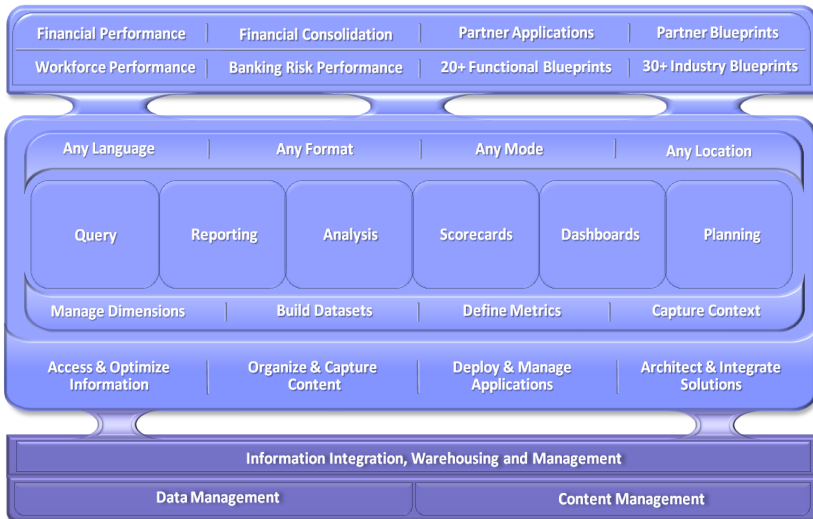 Financial Performance
Financial Consolidation
Partner Applications
Partner Blueprints
Workforce Performance
Banking Risk Performance
20+ Functional Blueprints
30+ Industry Blueprints
Any Language
Any Format
Any Mode
Any Location
Query
Reporting
Analysis
Scorecards
Dashboards
Planning
Manage Dimensions
Build Datasets
Define Metrics
Capture Context
Access & Optimize
Information
Organize & Capture
Content
Deploy & Manage
Applications
Architect & Integrate
Solutions
Information Integration, Warehousing and Management
Data Management
Content Management